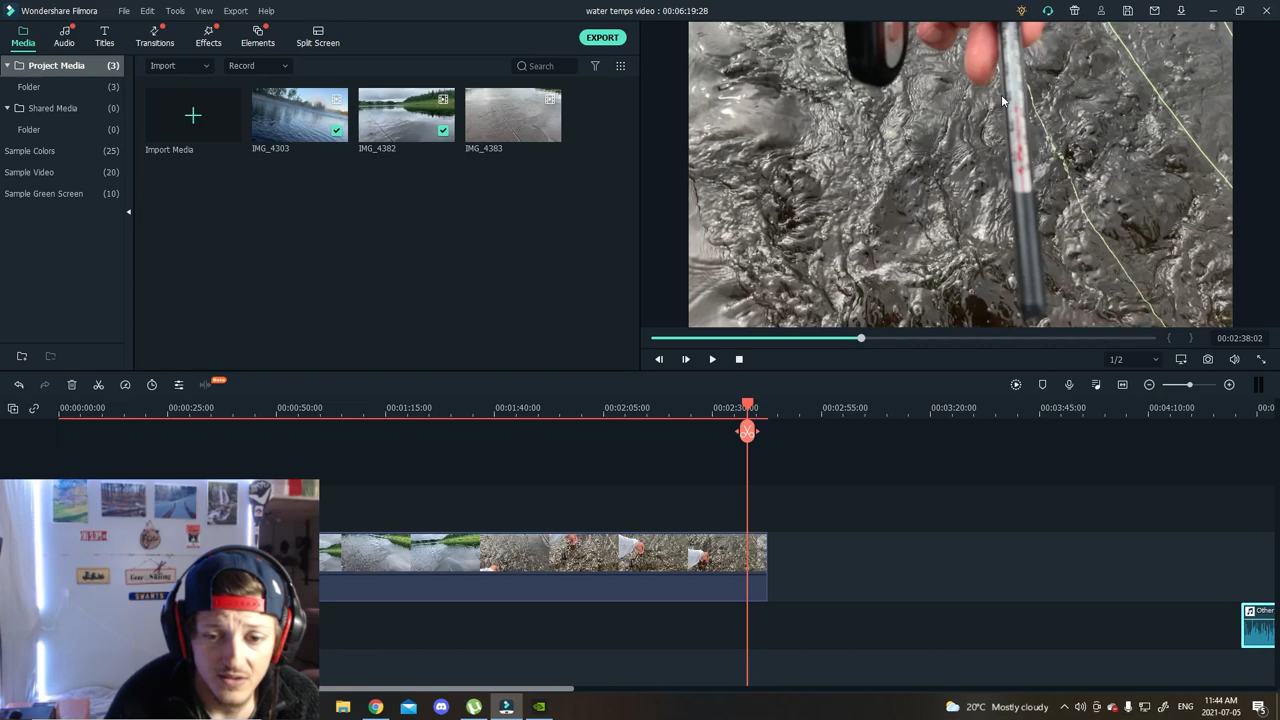 Wondershare Filmora File Edit Tools View Export Help water temps video : 00:06:19:28
Media Audio Titles Transitions Effects Elements Split Screen EXPORT
Project Media (3) Import Record Search
Folder (3)
Shared Media (0)
Folder (0)
Sample Colors (25)
Sample Video (20)
Sample Green Screen (10)
Import Media IMG_4303 IMG_4382 IMG_4383
00:02:38:02
1/2
Beta
00:00:00:00 00:00:25:00 00:00:50:00 00:01:15:00 00:01:40:00 00:02:05:00 00:02:30:00 00:02:55:00 00:03:20:00 00:03:45:00 00:04:10:00 00:0
Other
SWANTS
20°C Mostly cloudy ENG 11:44 AM
2021-07-05